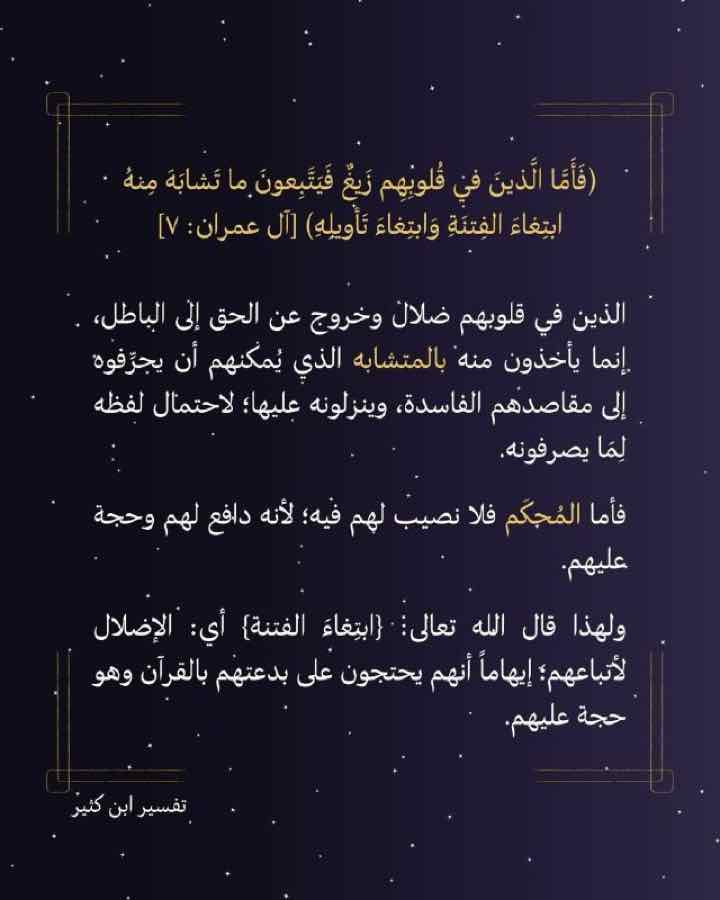 (فَأَمَّا الَّذينَ في قُلوبِهِم زَيغٌ فَيَتَّبِعونَ ما تَشابَهَ مِنهُ
ابتِغاءَ الفِتنَةِ وَابتِغاءَ تَأويلِهِ) [آل عمران: ٧]
الذين في قلوبهم ضلال وخروج عن الحق إلى الباطل،
إنما يأخذون منه بالمتشابه الذي يُمكنهم أن يحرِّفوه
إلى مقاصدهم الفاسدة، وينزلونه عليها؛ لاحتمال لفظه
لِمَا يصرفونه.
فأما المُحكَم فلا نصيب لهم فيه؛ لأنه دافع لهم وحجة
عليهم.
ولهذا قال الله تعالى: {ابتِغاءَ الفتنة} أي: الإضلال
لأتباعهم؛ إيهاماً أنهم يحتجون على بدعتهم بالقرآن وهو
حجة عليهم.
تفسير ابن كثير